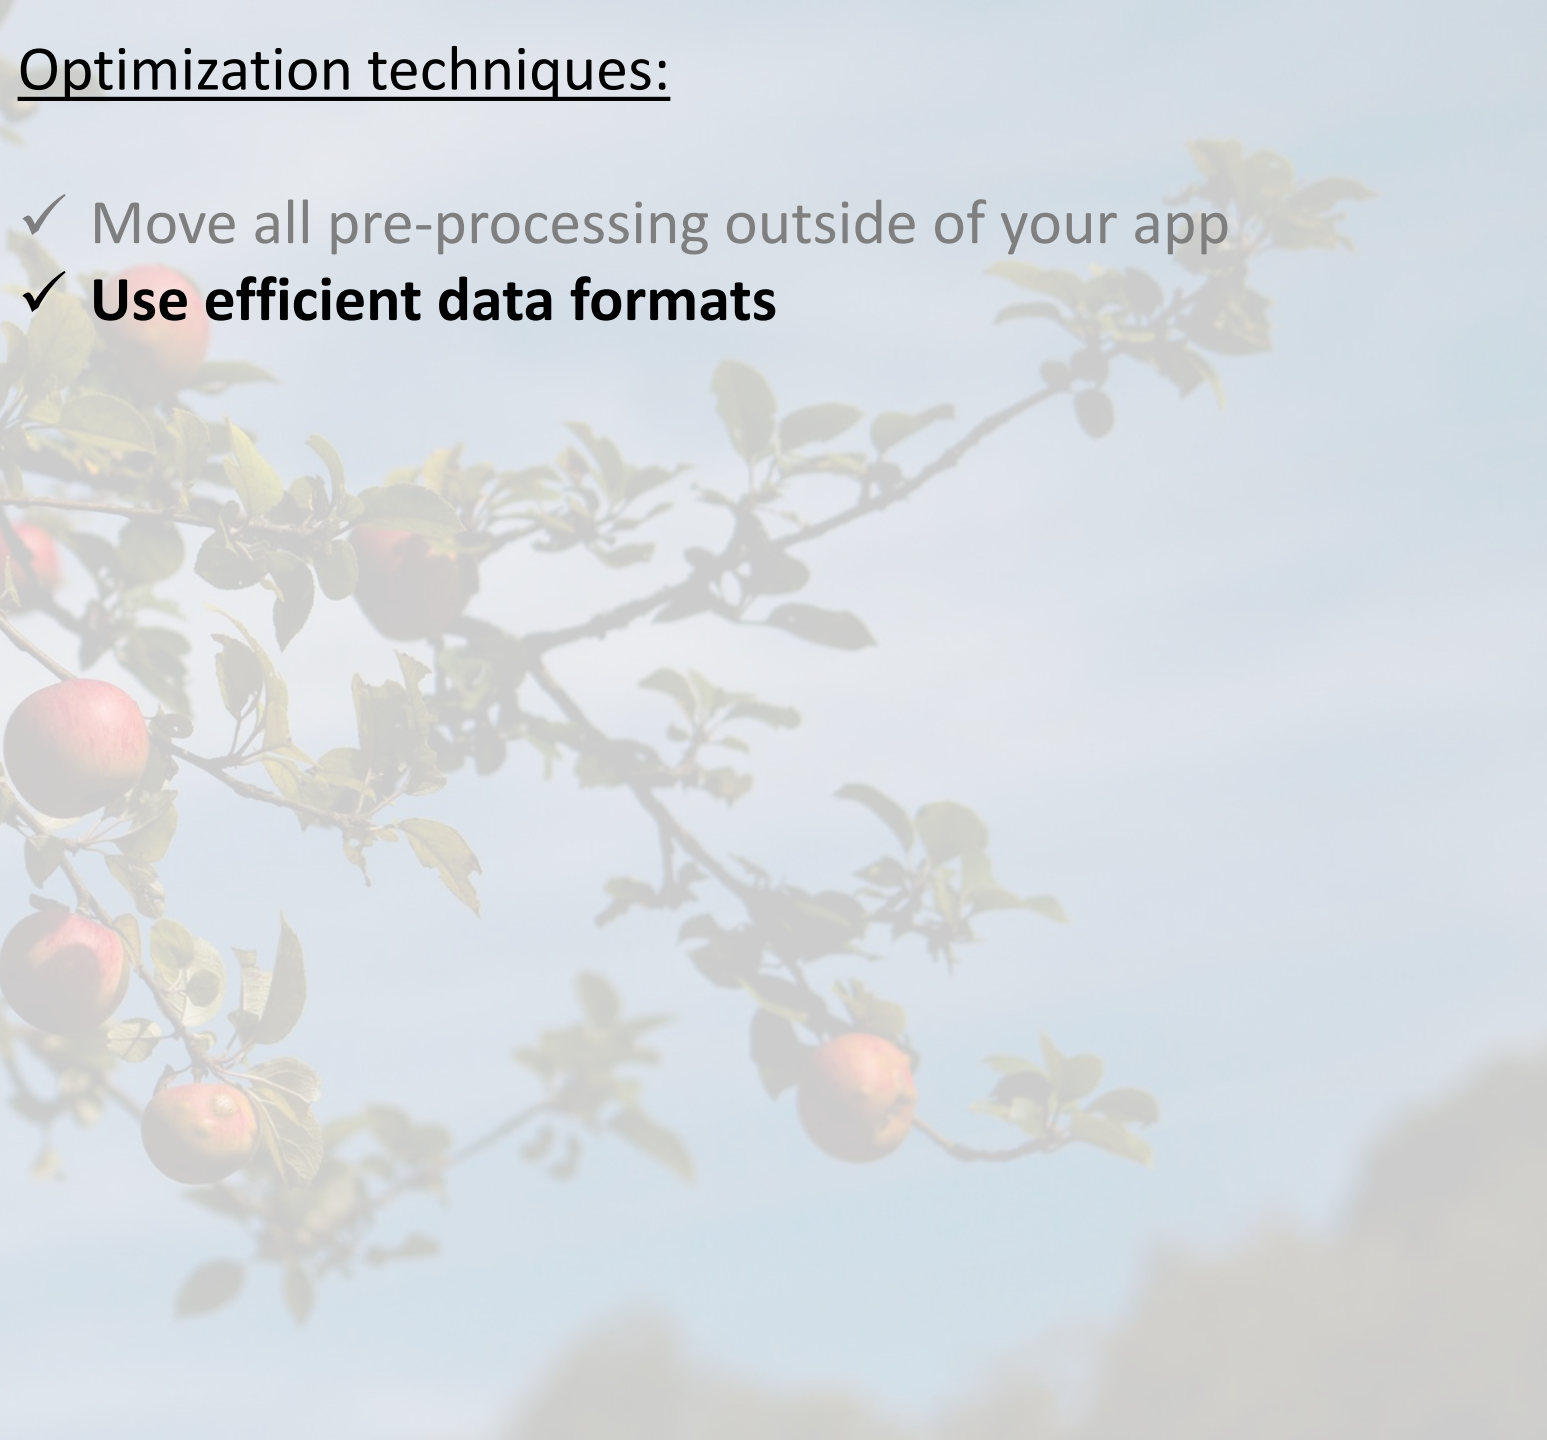 Optimization techniques:
✓ Move all pre-processing outside of your app
✓ Use efficient data formats